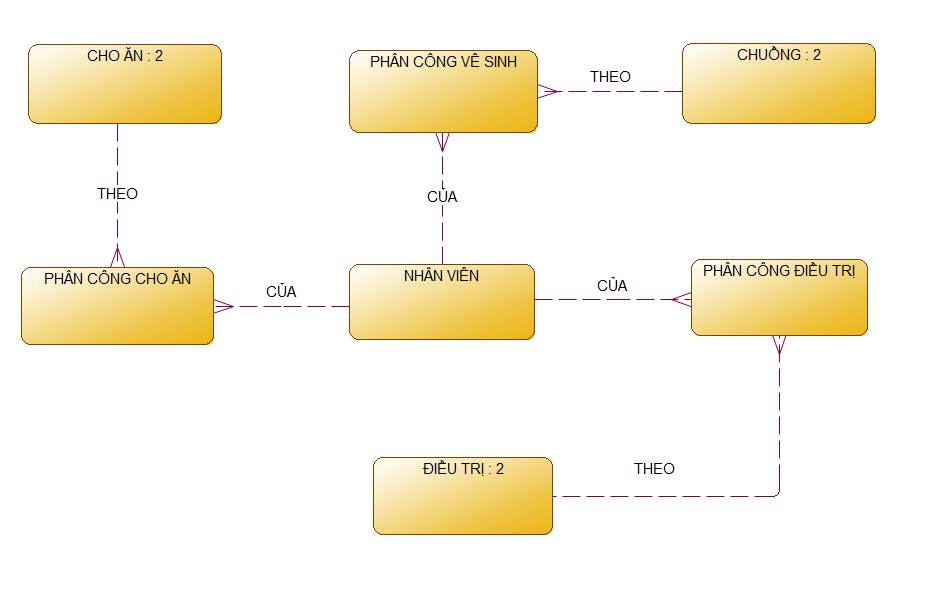 CHO ĂN : 2
PHÂN CÔNG VỆ SINH
CHUỒNG : 2
THEO
THEO
CỦA
PHÂN CÔNG CHO ĂN
NHÂN VIÊN
PHÂN CÔNG ĐIỀU TRỊ
CỦA
CỦA
ĐIỀU TRỊ : 2
THEO